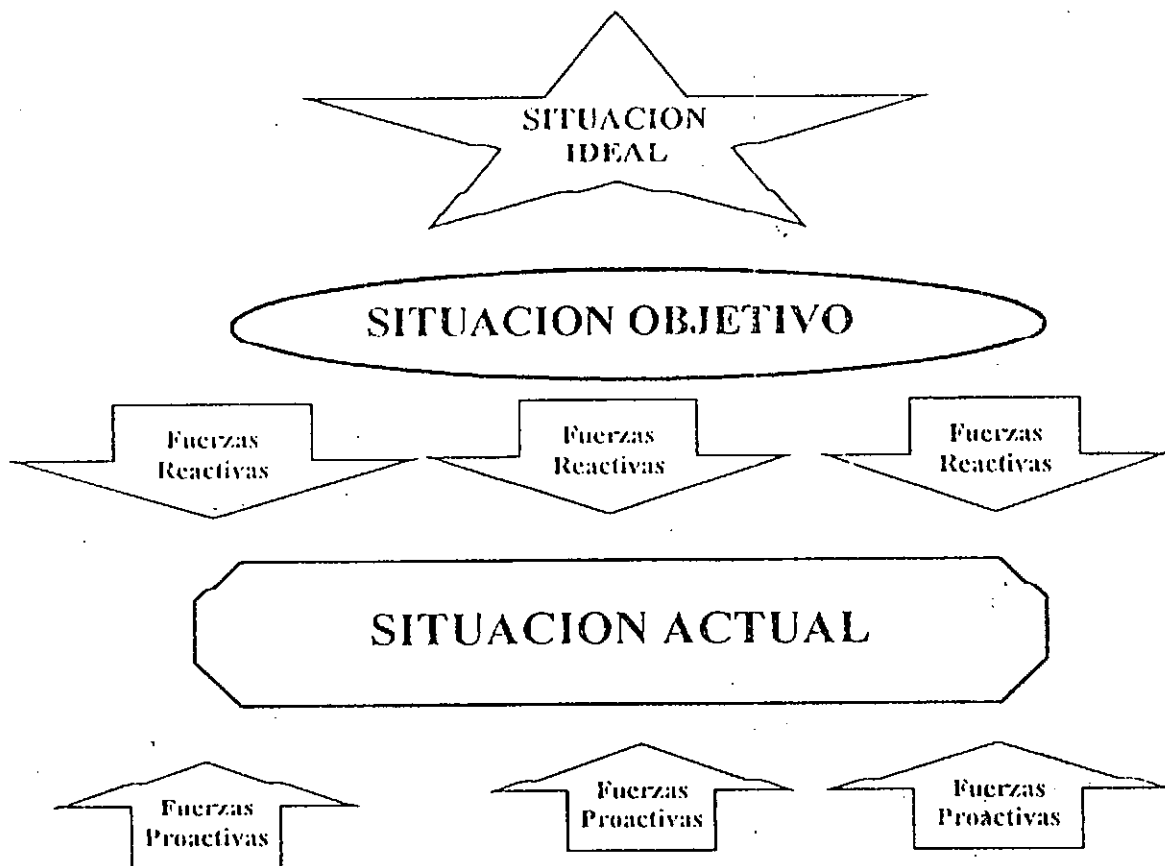 SITUACION
IDEAL
SITUACION OBJETIVO
Fuerzas
Reactivas
Fuerzas
Reactivas
Fuerzas
Reactivas
SITUACION ACTUAL
Fuerzas
Proactivas
Fuerzas
Proactivas
Fuerzas
Proactivas